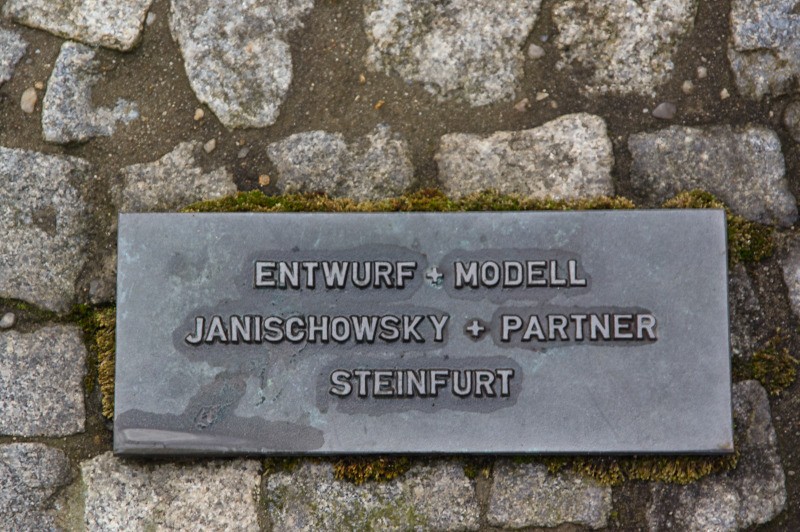 ENTWURF + MODELL
JANISCHOWSKY + PARTNER
STEINFURT